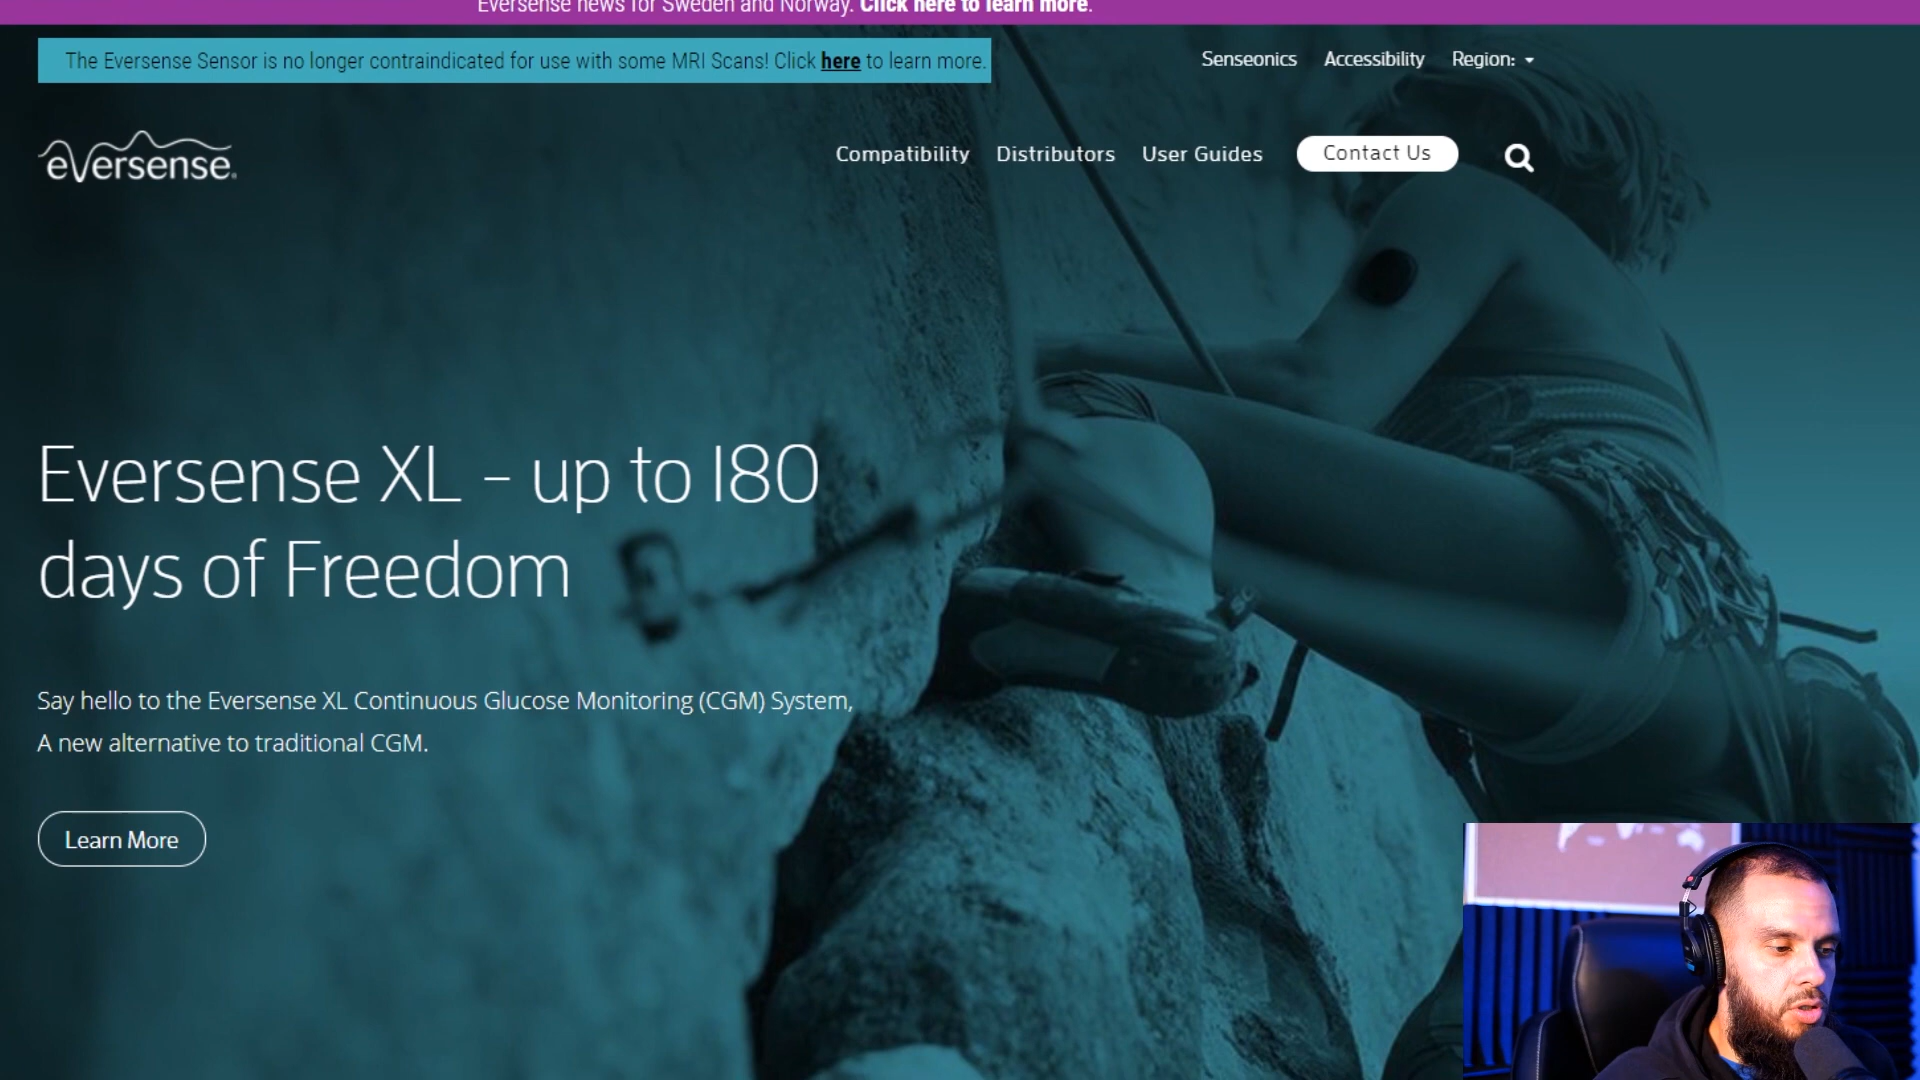 Eversense news for Sweden and Norway. Click here to learn more.
The Eversense Sensor is no longer contraindicated for use with some MRI Scans! Click here to learn more.
Senseonics Accessibility Region:
eversense.
Compatibility Distributors User Guides Contact Us
Eversense XL – up to 180
days of Freedom
Say hello to the Eversense XL Continuous Glucose Monitoring (CGM) System,
A new alternative to traditional CGM.
Learn More